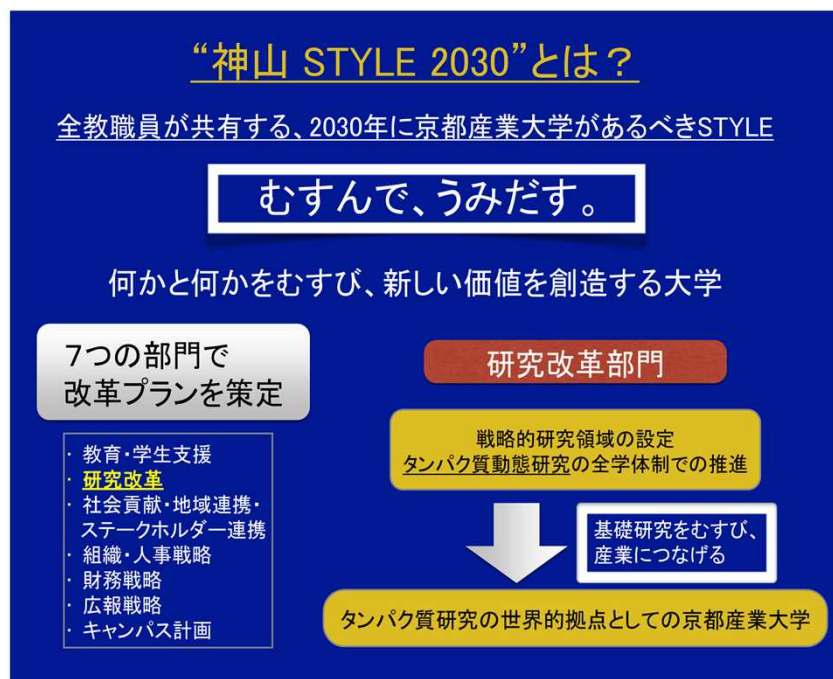 “神山 STYLE 2030”とは？
全教職員が共有する、2030年に京都産業大学があるべきSTYLE
むすんで、うみだす。
何かと何かをむすび、新しい価値を創造する大学
７つの部門で
改革プランを策定
・ 教育・学生支援
・ 研究改革
・ 社会貢献・地域連携・
ステークホルダー連携
・ 組織・人事戦略
・ 財務戦略
・ 広報戦略
・ キャンパス計画
研究改革部門
戦略的研究領域の設定
タンパク質動態研究の全学体制での推進
基礎研究をむすび、
産業につなげる
タンパク質研究の世界的拠点としての京都産業大学